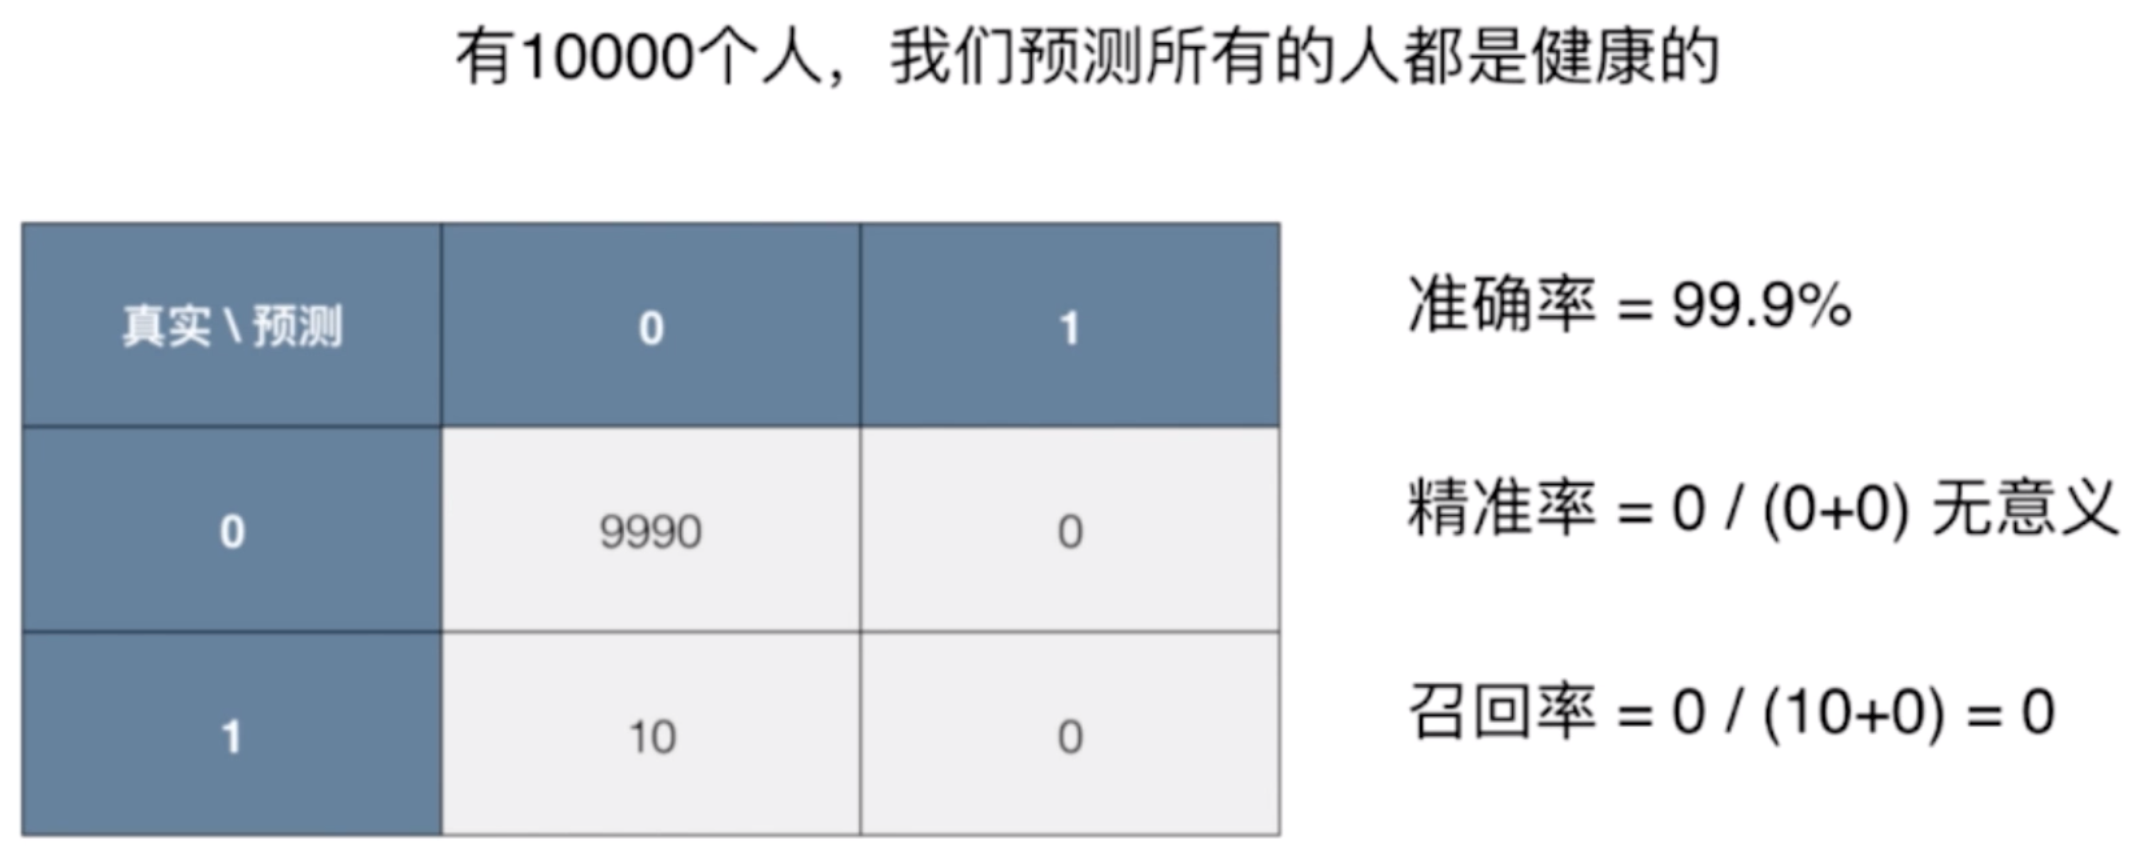 有10000个人，我们预测所有的人都是健康的
真实 \ 预测 0 1
0 9990 0
1 10 0
准确率 = 99.9%
精准率 = 0 / (0+0) 无意义
召回率 = 0 / (10+0) = 0